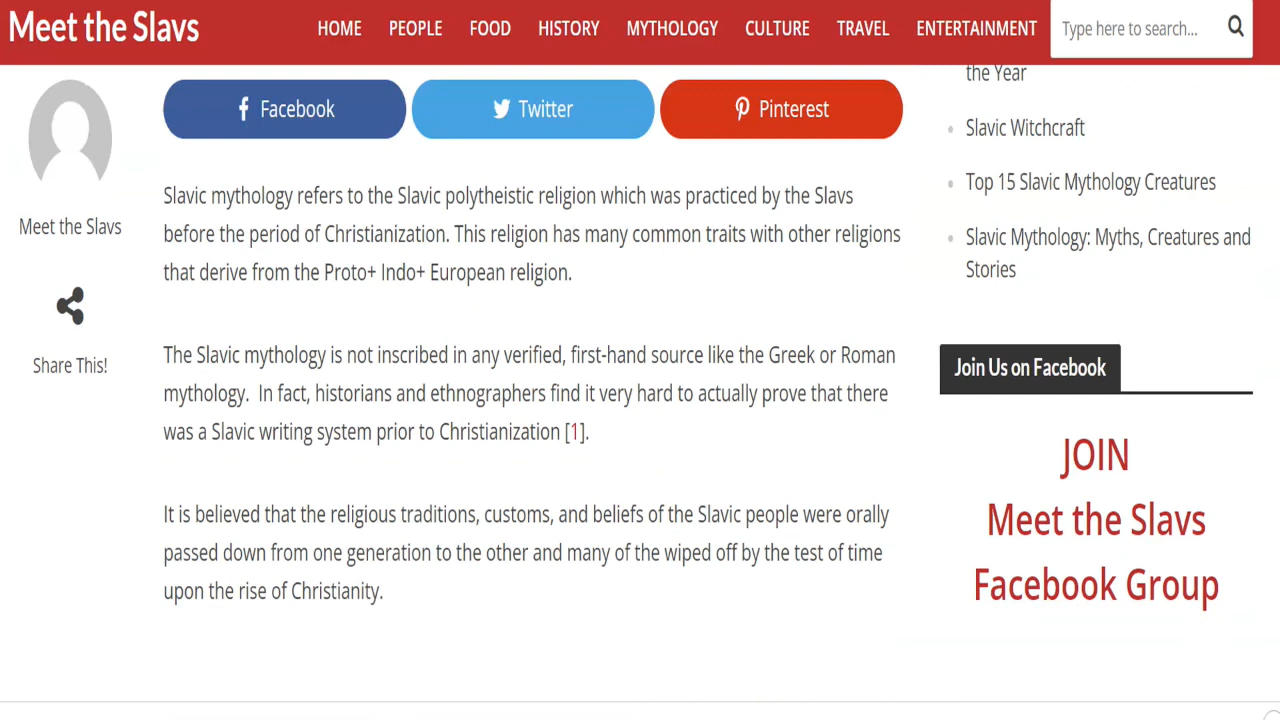 Meet the Slavs
HOME PEOPLE FOOD HISTORY MYTHOLOGY CULTURE TRAVEL ENTERTAINMENT
Type here to search...
Facebook
Twitter
Pinterest
Meet the Slavs
Share This!
Slavic mythology refers to the Slavic polytheistic religion which was practiced by the Slavs
before the period of Christianization. This religion has many common traits with other religions
that derive from the Proto+ Indo+ European religion.
The Slavic mythology is not inscribed in any verified, first-hand source like the Greek or Roman
mythology.  In fact, historians and ethnographers find it very hard to actually prove that there
was a Slavic writing system prior to Christianization [1].
It is believed that the religious traditions, customs, and beliefs of the Slavic people were orally
passed down from one generation to the other and many of the wiped off by the test of time
upon the rise of Christianity.
the Year
Slavic Witchcraft
Top 15 Slavic Mythology Creatures
Slavic Mythology: Myths, Creatures and
Stories
Join Us on Facebook
JOIN
Meet the Slavs
Facebook Group